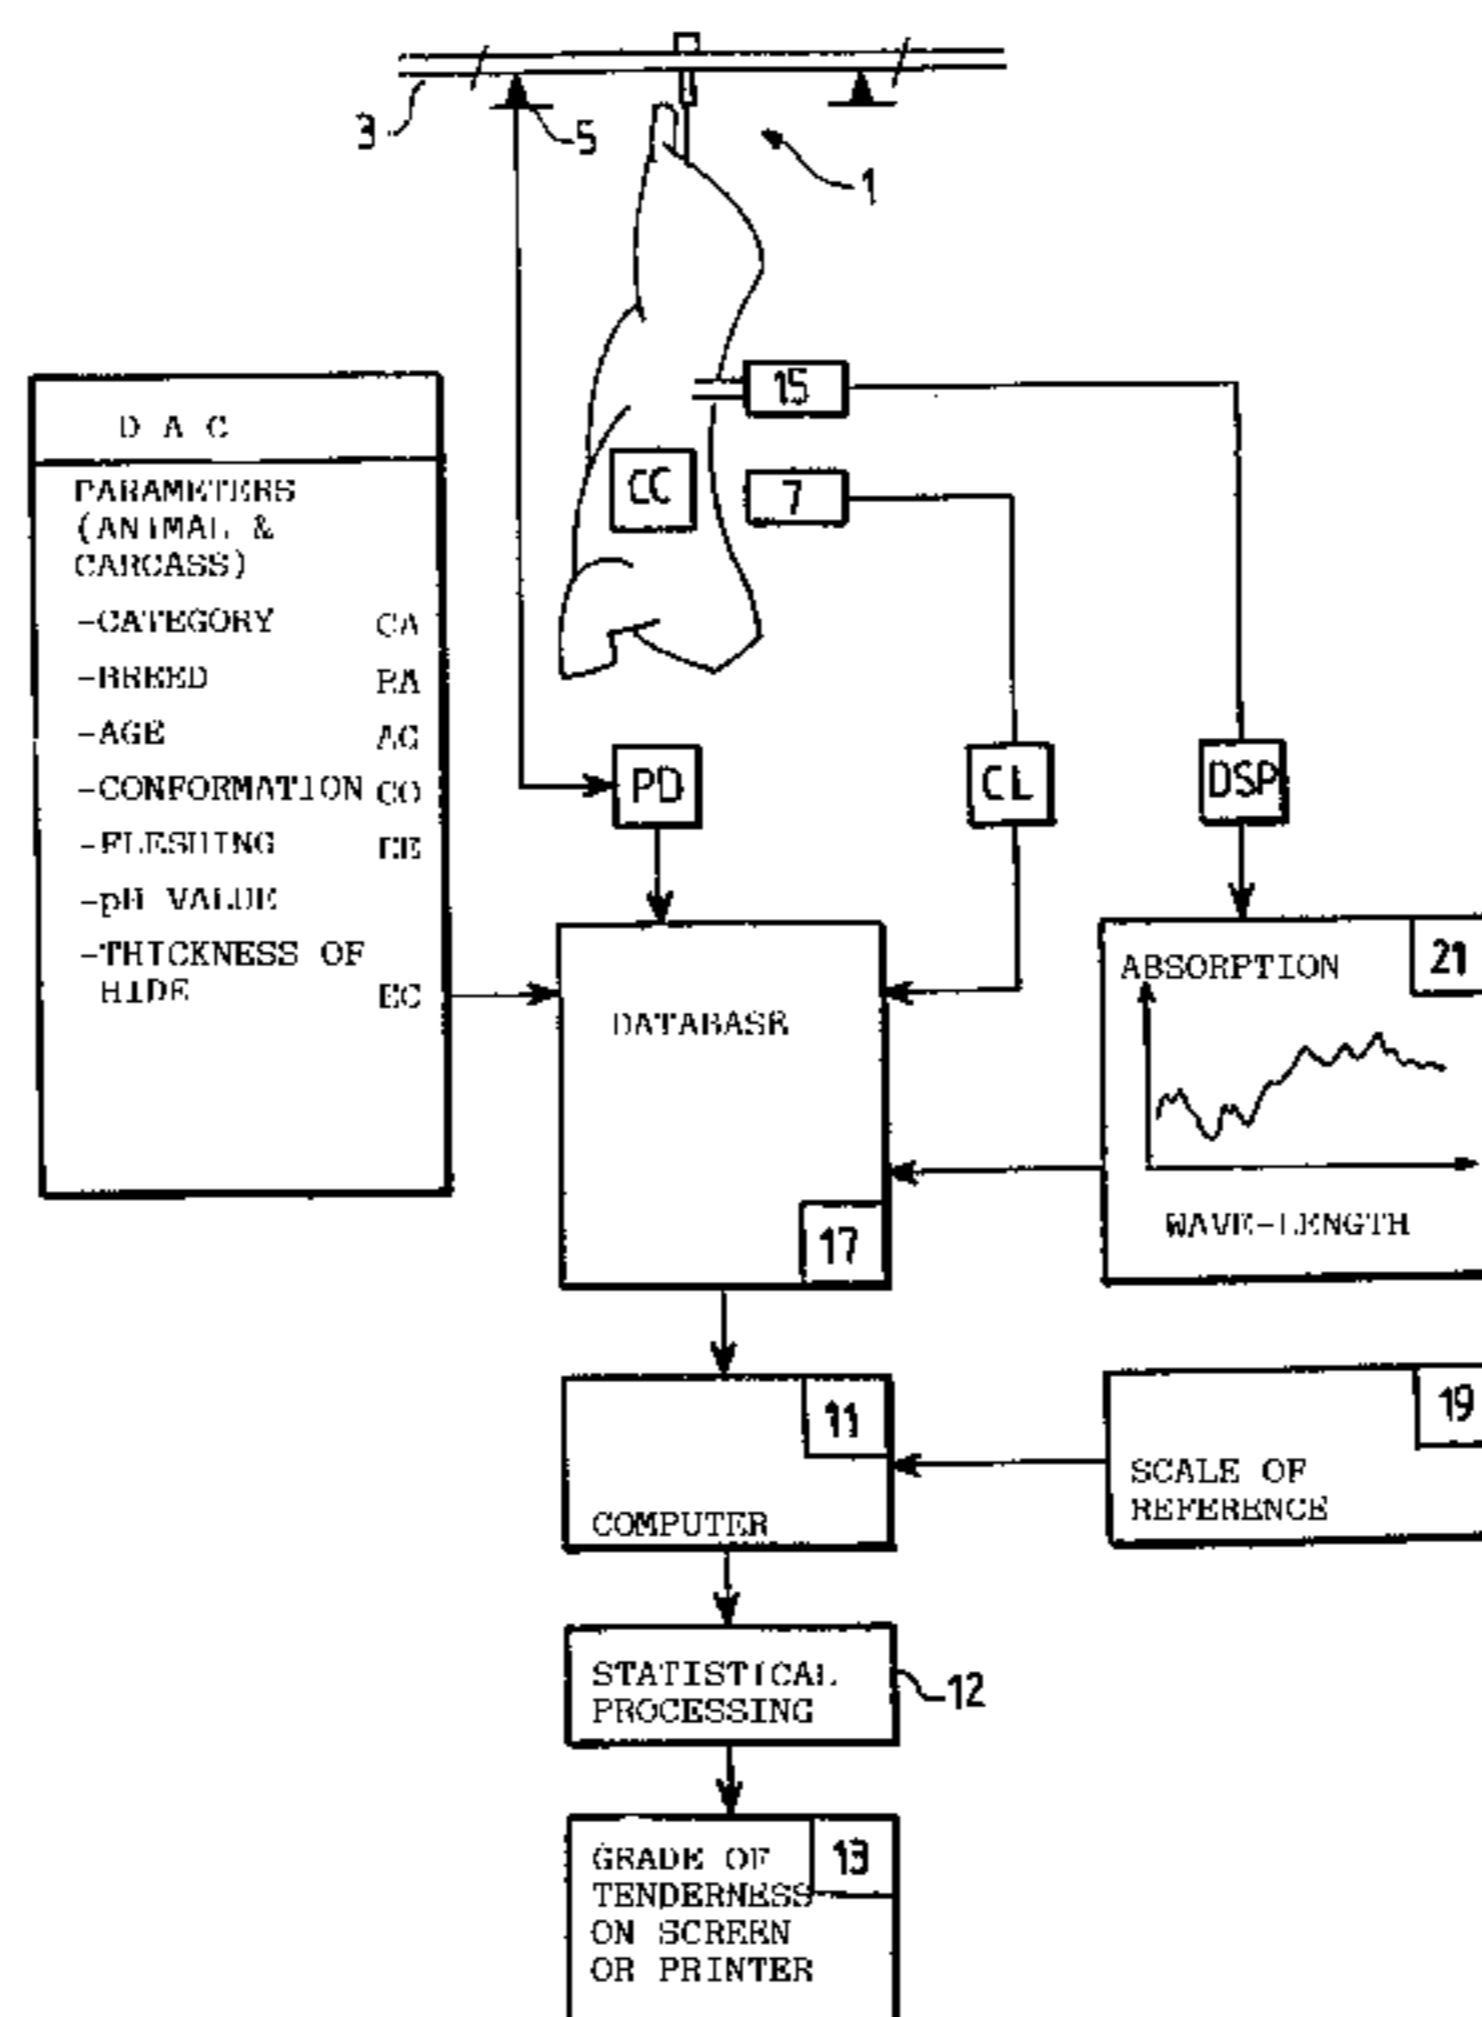 3
5
1
15
D A C
CC
7
PARAMETERS
(ANIMAL &
CARCASS)
-CATEGORY CA
-BREED RA
-AGE AG
-CONFORMATION CO
-FLESHING EE
-pH VALUE
-THICKNESS OF
HIDE EC
PD
CL
DSP
ABSORPTION
21
DATABASE
WAVE-LENGTH
17
11
COMPUTER
19
SCALE OF
REFERENCE
STATISTICAL
PROCESSING
12
GRADE OF
13
TENDERNESS
ON SCREEN
OR PRINTER